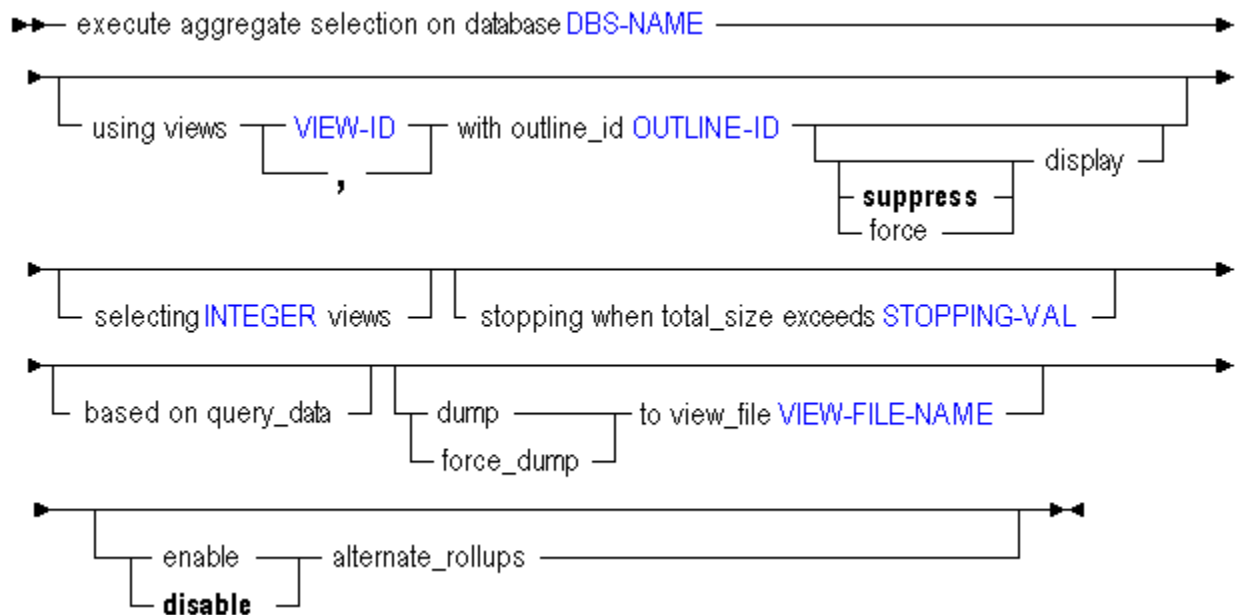 execute aggregate selection on database DBS-NAME
using views VIEW-ID with outline_id OUTLINE-ID display
,
suppress
force
selecting INTEGER views stopping when total_size exceeds STOPPING-VAL
based on query_data dump to view_file VIEW-FILE-NAME
force_dump
enable alternate_rollups
disable